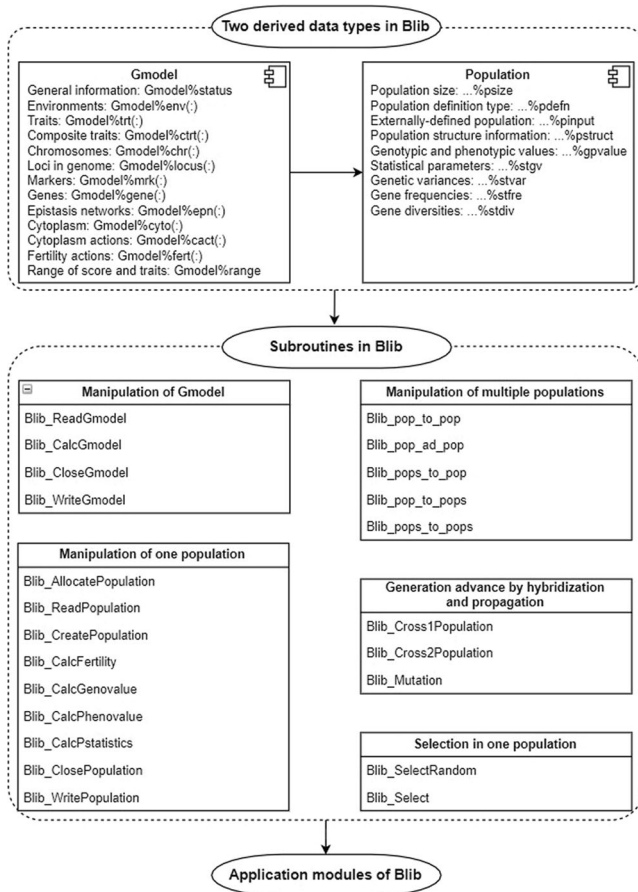 Two derived data types in Blib
Gmodel
General information: Gmodel%status
Environments: Gmodel%env(:)
Traits: Gmodel%trt(:)
Composite traits: Gmodel%ctrt(:)
Chromosomes: Gmodel%chr(:)
Loci in genome: Gmodel%locus(:)
Markers: Gmodel%mrk(:)
Genes: Gmodel%gene(:)
Epistasis networks: Gmodel%epn(:)
Cytoplasm: Gmodel%cyto(:)
Cytoplasm actions: Gmodel%cact(:)
Fertility actions: Gmodel%fert(:)
Range of score and traits: Gmodel%range
Population
Population size: ...%psize
Population definition type: ...%pdefn
Externally-defined population: ...%pinput
Population structure information: ...%pstruct
Genotypic and phenotypic values: ...%gpvalue
Statistical parameters: ...%stgv
Genetic variances: ...%stvar
Gene frequencies: ...%stfre
Gene diversities: ...%stdiv
Subroutines in Blib
Manipulation of Gmodel
Blib_ReadGmodel
Blib_CalcGmodel
Blib_CloseGmodel
Blib_WriteGmodel
Manipulation of one population
Blib_AllocatePopulation
Blib_ReadPopulation
Blib_CreatePopulation
Blib_CalcFertility
Blib_CalcGenovalue
Blib_CalcPhenovalue
Blib_CalcPstatistics
Blib_ClosePopulation
Blib_WritePopulation
Manipulation of multiple populations
Blib_pop_to_pop
Blib_pop_ad_pop
Blib_pops_to_pop
Blib_pop_to_pops
Blib_pops_to_pops
Generation advance by hybridization
and propagation
Blib_Cross1Population
Blib_Cross2Population
Blib_Mutation
Selection in one population
Blib_SelectRandom
Blib_Select
Application modules of Blib